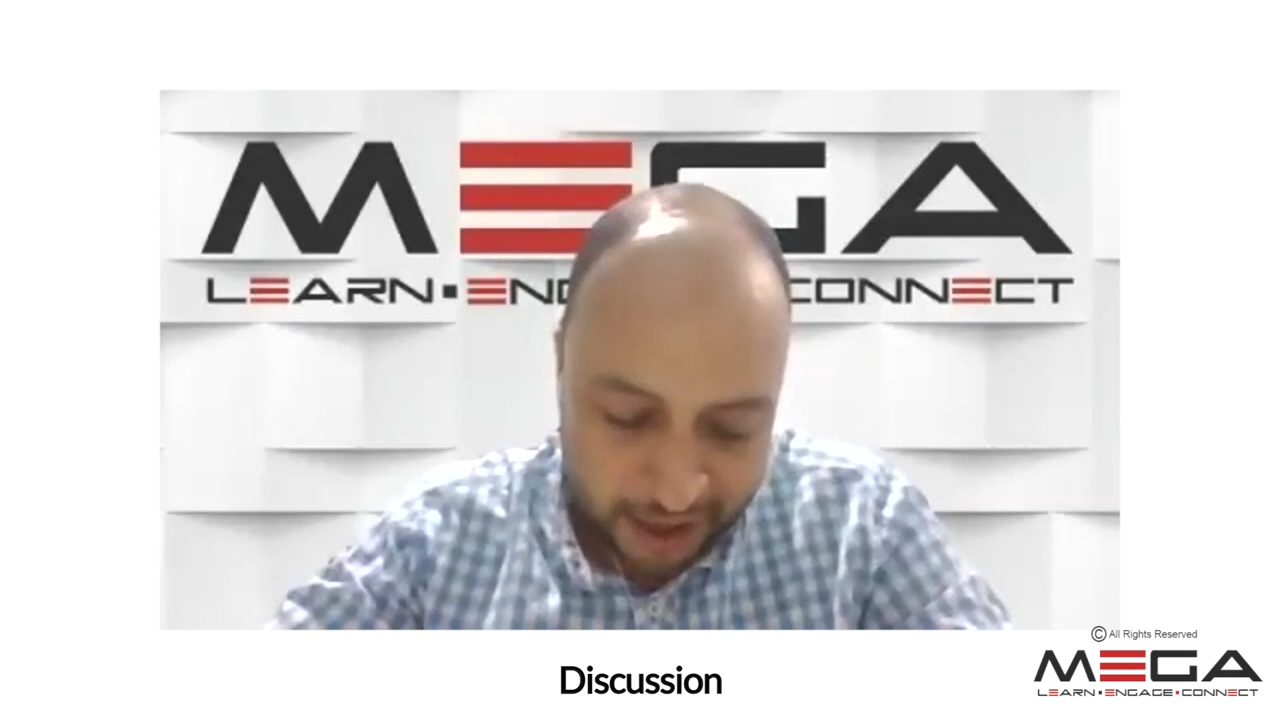 MEGA
LEARN·ENG CONNECT
Discussion
© All Rights Reserved
MEGA
LEARN·ENGAGE·CONNECT